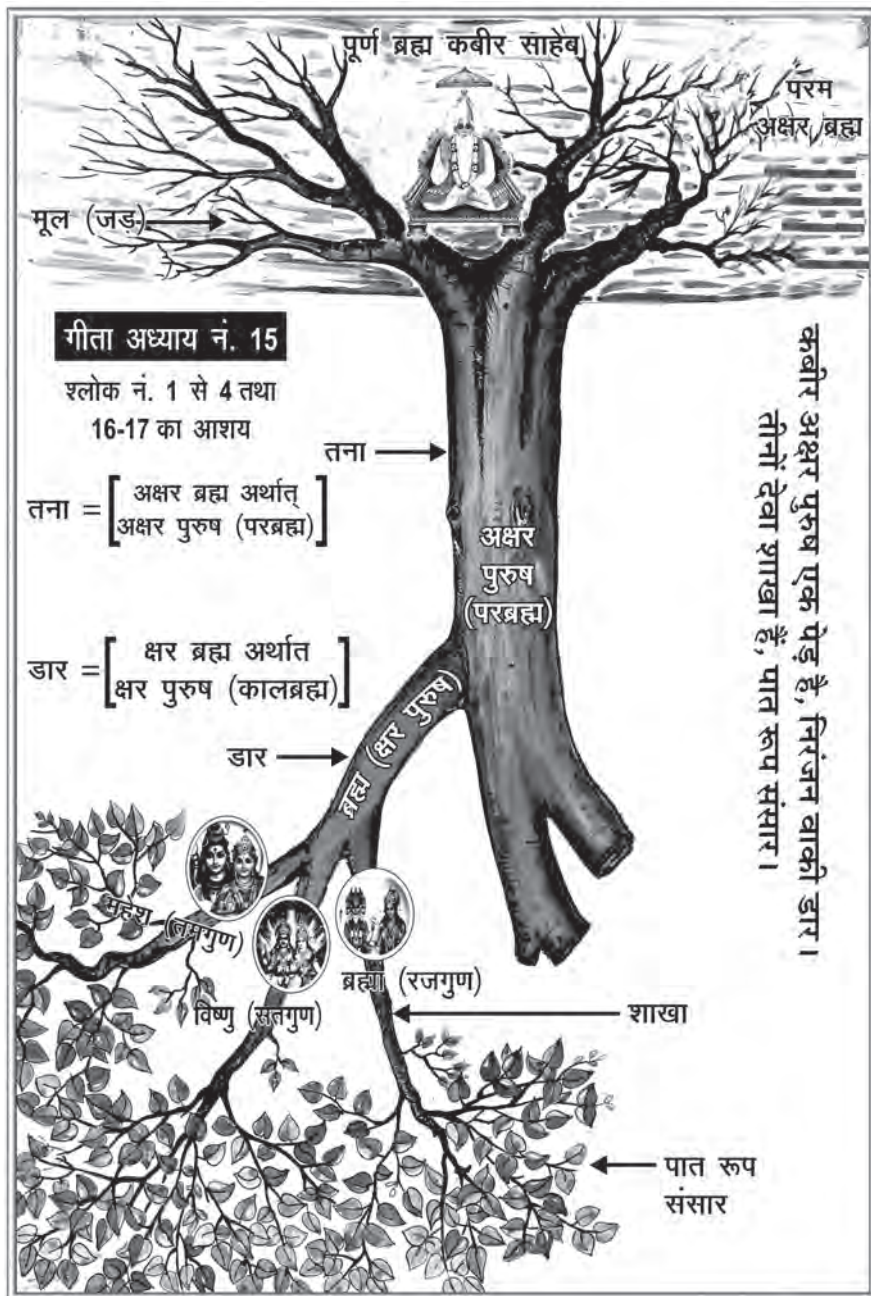 पूर्ण ब्रह्म कबीर साहेब
परम
अक्षर ब्रह्म
मूल (जड़)
गीता अध्याय नं. 15
श्लोक नं. 1 से 4 तथा
16-17 का आशय
तना
तना = [अक्षर ब्रह्म अर्थात्
अक्षर पुरुष (परब्रह्म)]
अक्षर
पुरुष
(परब्रह्म)
डार = [क्षर ब्रह्म अर्थात
क्षर पुरुष (कालब्रह्म)]
डार
ब्रह्म (क्षर पुरुष)
कबीर अक्षर पुरुष एक पेड़ है, निरंजन वाकी डार।
तीनों देवा शाखा हैं, पात रूप संसार।
महेश (तमगुण)
विष्णु (सतगुण)
ब्रह्मा (रजगुण)
शाखा
पात रूप
संसार